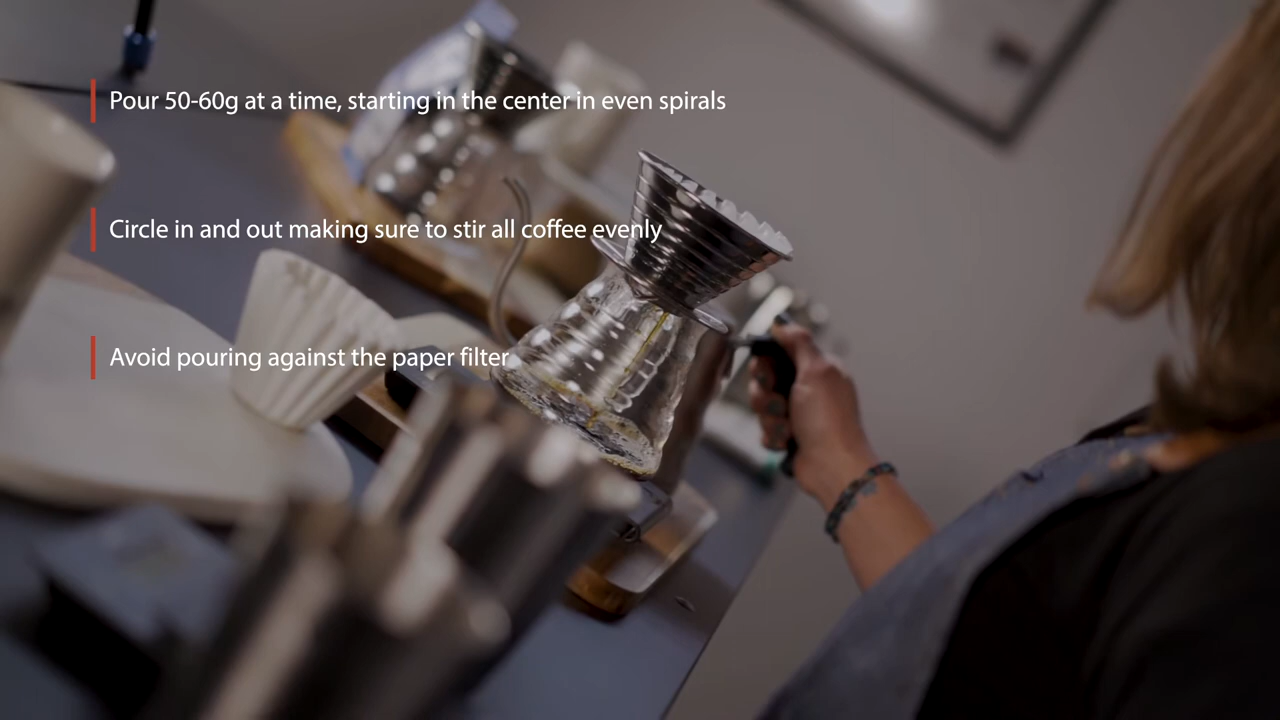 Pour 50-60g at a time, starting in the center in even spirals
Circle in and out making sure to stir all coffee evenly
Avoid pouring against the paper filter